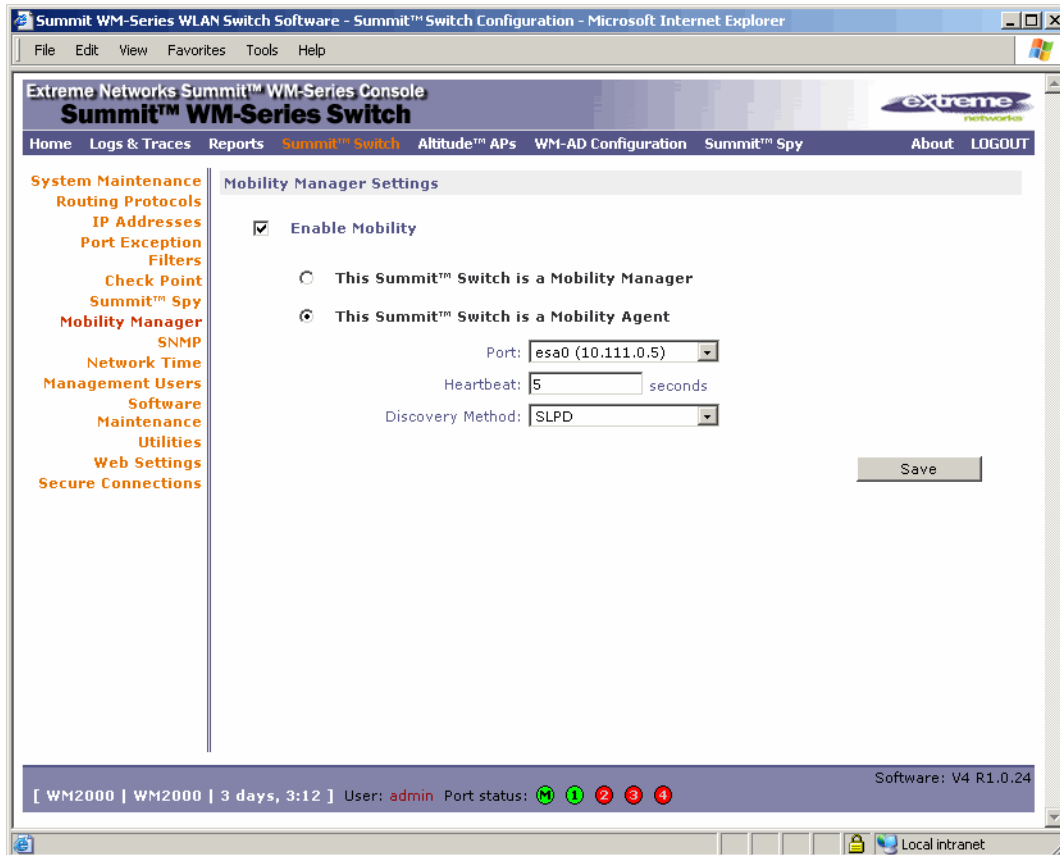 Summit WM-Series WLAN Switch Software - Summit™ Switch Configuration - Microsoft Internet Explorer
File Edit View Favorites Tools Help
Extreme Networks Summit™ WM-Series Console
Summit™ WM-Series Switch
extreme
networks
Home Logs & Traces Reports Summit™ Switch Altitude™ APs WM-AD Configuration Summit™ Spy About LOGOUT
System Maintenance
Routing Protocols
IP Addresses
Port Exception
Filters
Check Point
Summit™ Spy
Mobility Manager
SNMP
Network Time
Management Users
Software
Maintenance
Utilities
Web Settings
Secure Connections
Mobility Manager Settings
Enable Mobility
This Summit™ Switch is a Mobility Manager
This Summit™ Switch is a Mobility Agent
Port: esa0 (10.111.0.5)
Heartbeat: 5 seconds
Discovery Method: SLPD
Save
Software: V4 R1.0.24
[ WM2000 | WM2000 | 3 days, 3:12 ] User: admin Port status: M 1 2 3 4
Local intranet